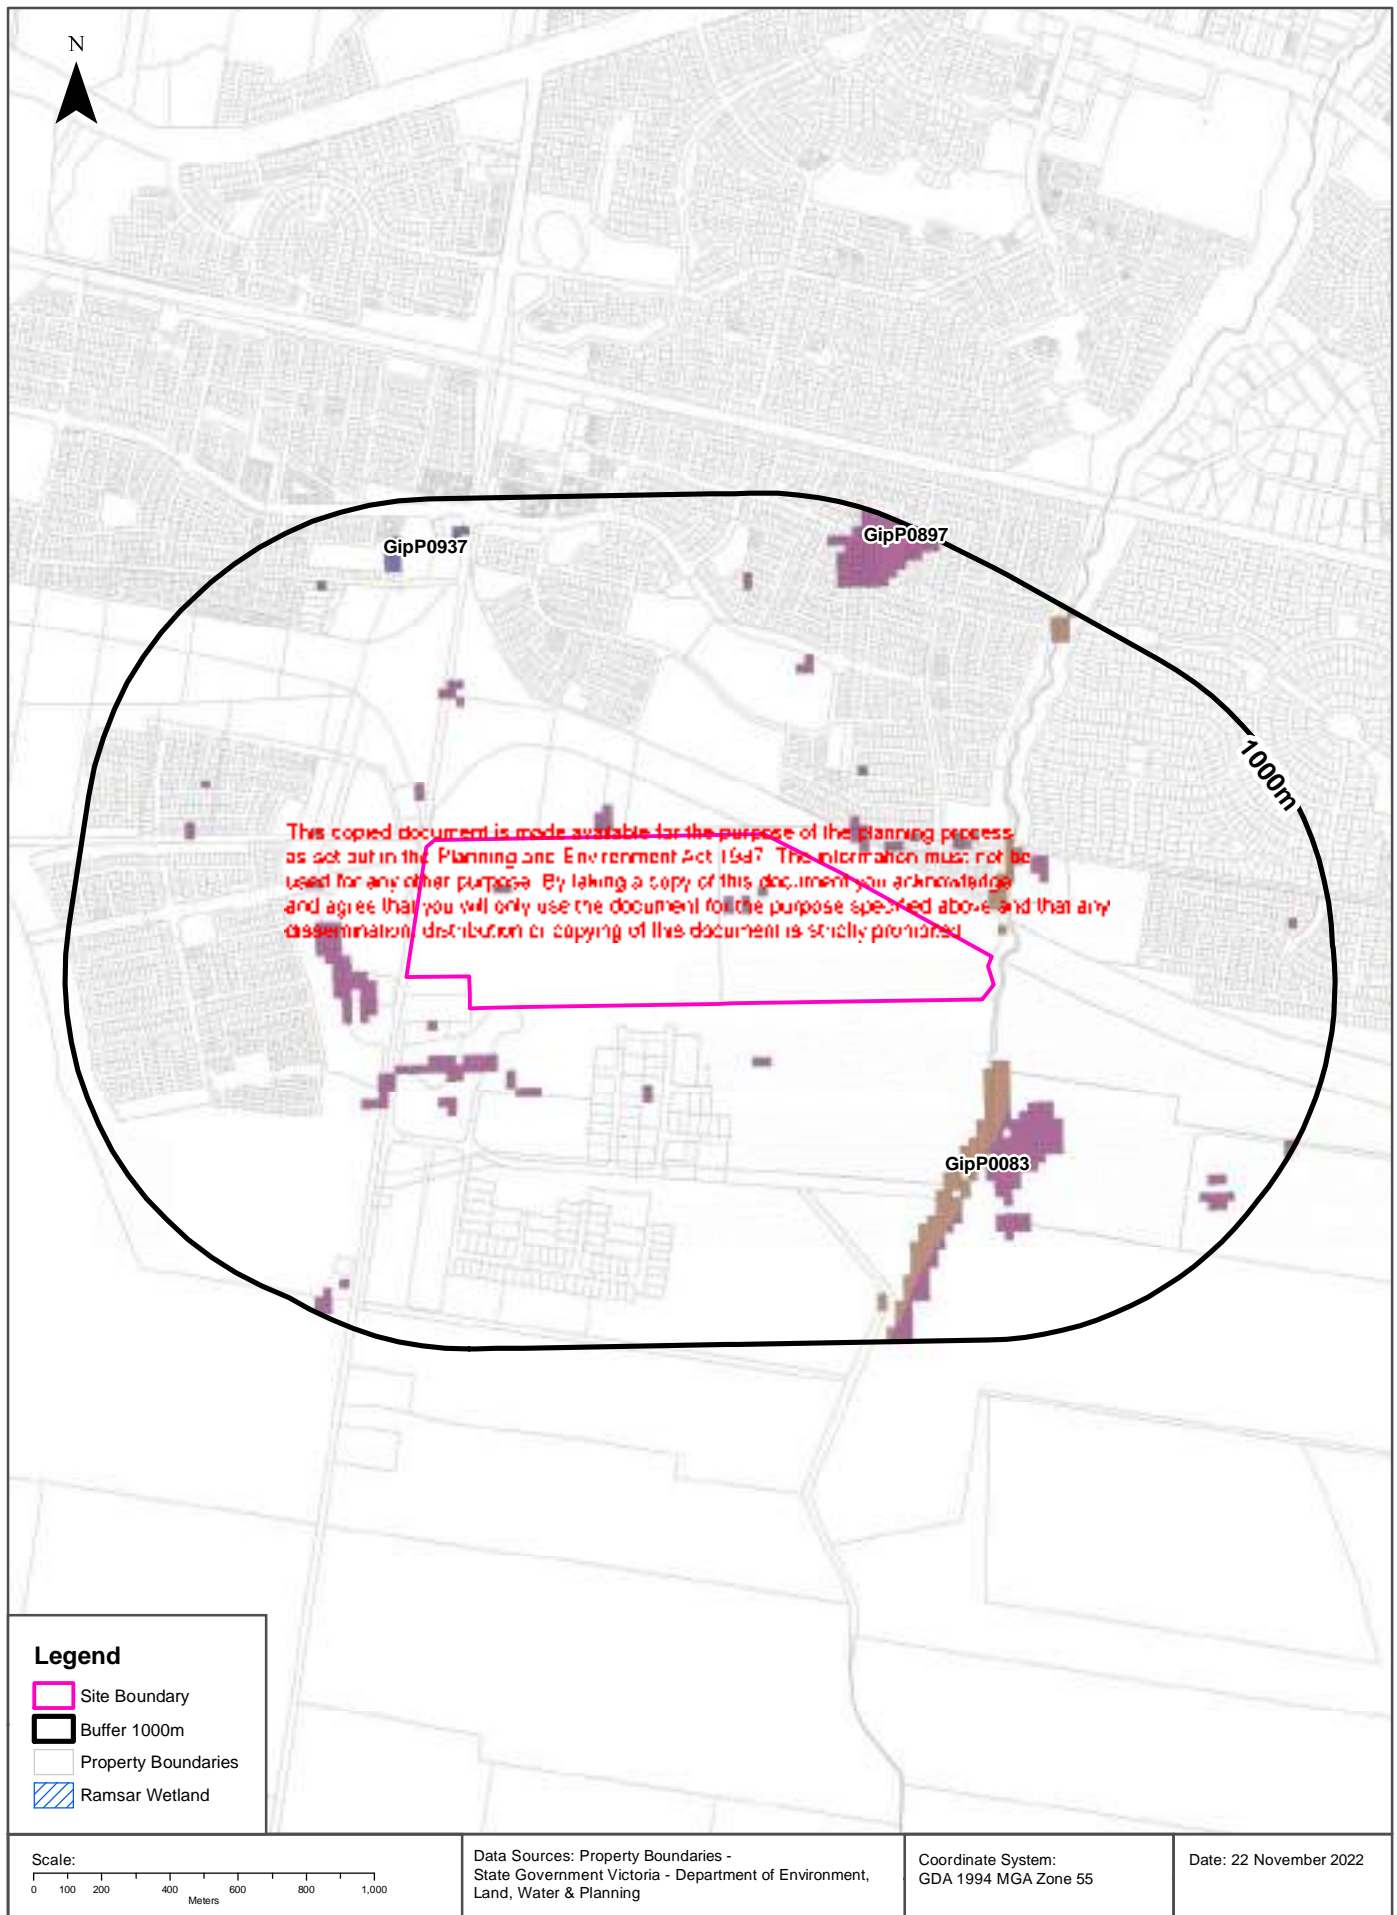 N
GipP0937
GipP0897
1000m
This copied document is made available for the purpose of the planning process
as set out in the Planning and Environment Act 1987. The information must not be
used for any other purpose. By taking a copy of this document you acknowledge
and agree that you will only use the document for the purpose specified above and that any
dissemination, distribution or copying of this document is strictly prohibited.
GipP0083
Legend
Site Boundary
Buffer 1000m
Property Boundaries
Ramsar Wetland
Scale:
0 100 200 400 600 800 1,000
Meters
Data Sources: Property Boundaries -
State Government Victoria - Department of Environment,
Land, Water & Planning
Coordinate System:
GDA 1994 MGA Zone 55
Date: 22 November 2022